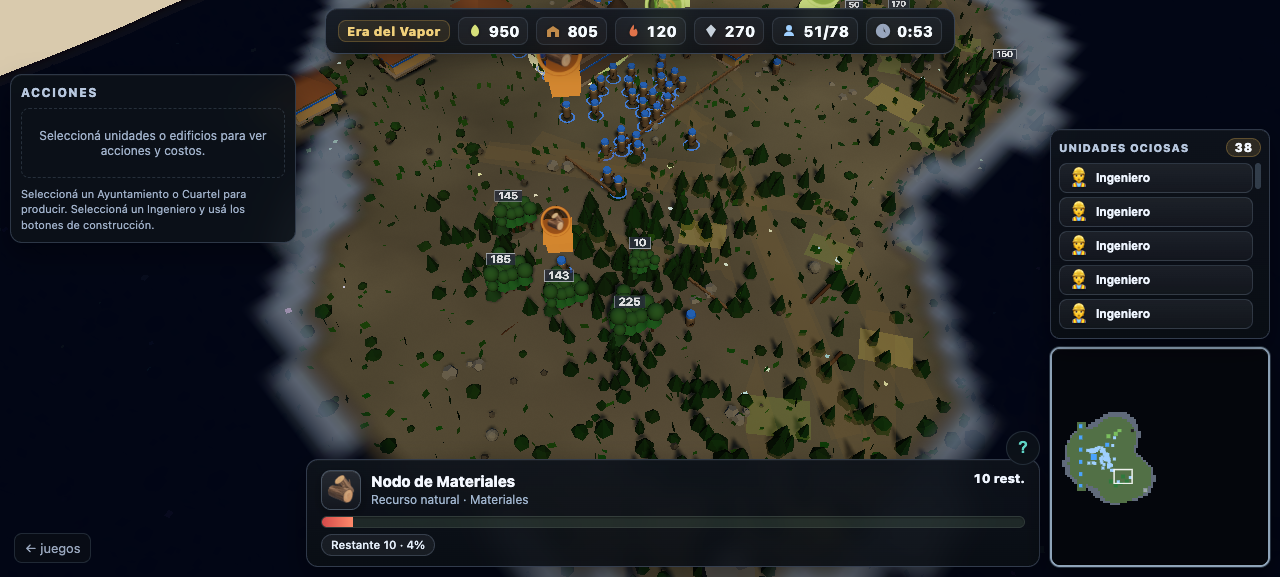 50
170
Era del Vapor
950
805
120
270
51/78
0:53
150
ACCIONES
Seleccioná unidades o edificios para ver
acciones y costos.
Seleccioná un Ayuntamiento o Cuartel para
producir. Seleccioná un Ingeniero y usá los
botones de construcción.
UNIDADES OCIOSAS
38
Ingeniero
Ingeniero
Ingeniero
Ingeniero
Ingeniero
145
10
185
143
225
?
Nodo de Materiales
10 rest.
Recurso natural · Materiales
Restante 10 · 4%
← juegos